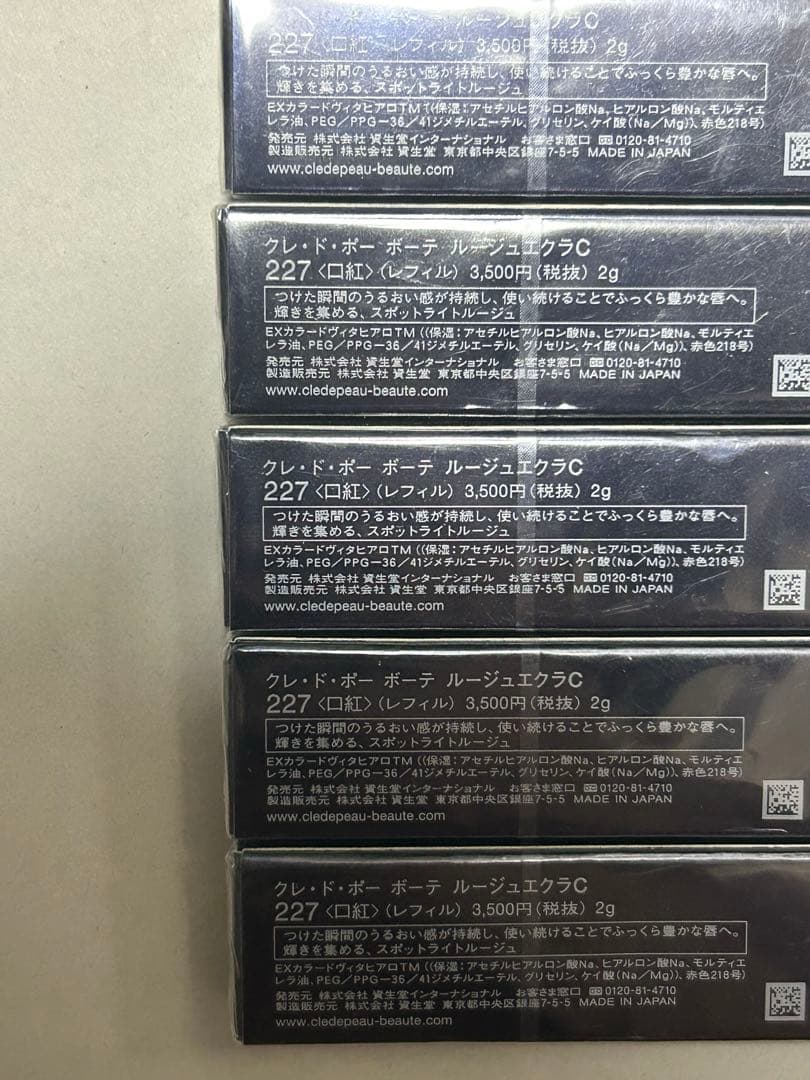 ルージュエクラC
227〈口紅〉(レフィル) 3,500円(税抜) 2g
つけた瞬間のうるおい感が持続し、使い続けることでふっくら豊かな唇へ。
輝きを集める、スポットライトルージュ
EXカラードヴィタヒアロTM((保湿:アセチルヒアルロン酸Na、ヒアルロン酸Na、モルティエ
レラ油、PEG/PPG-36/41ジメチルエーテル、グリセリン、ケイ酸(Na/Mg))、赤色218号)
発売元 株式会社 資生堂インターナショナル お客さま窓口 0120-81-4710
製造販売元 株式会社 資生堂 東京都中央区銀座7-5-5 MADE IN JAPAN
www.cledepeau-beaute.com
クレ・ド・ポー ボーテ ルージュエクラC
227〈口紅〉(レフィル) 3,500円(税抜) 2g
つけた瞬間のうるおい感が持続し、使い続けることでふっくら豊かな唇へ。
輝きを集める、スポットライトルージュ
EXカラードヴィタヒアロTM((保湿:アセチルヒアルロン酸Na、ヒアルロン酸Na、モルティエ
レラ油、PEG/PPG-36/41ジメチルエーテル、グリセリン、ケイ酸(Na/Mg))、赤色218号)
発売元 株式会社 資生堂インターナショナル お客さま窓口 0120-81-4710
製造販売元 株式会社 資生堂 東京都中央区銀座7-5-5 MADE IN JAPAN
www.cledepeau-beaute.com
クレ・ド・ポー ボーテ ルージュエクラC
227〈口紅〉(レフィル) 3,500円(税抜) 2g
つけた瞬間のうるおい感が持続し、使い続けることでふっくら豊かな唇へ。
輝きを集める、スポットライトルージュ
EXカラードヴィタヒアロTM((保湿:アセチルヒアルロン酸Na、ヒアルロン酸Na、モルティエ
レラ油、PEG/PPG-36/41ジメチルエーテル、グリセリン、ケイ酸(Na/Mg))、赤色218号)
発売元 株式会社 資生堂インターナショナル お客さま窓口 0120-81-4710
製造販売元 株式会社 資生堂 東京都中央区銀座7-5-5 MADE IN JAPAN
www.cledepeau-beaute.com
クレ・ド・ポー ボーテ ルージュエクラC
227〈口紅〉(レフィル) 3,500円(税抜) 2g
つけた瞬間のうるおい感が持続し、使い続けることでふっくら豊かな唇へ。
輝きを集める、スポットライトルージュ
EXカラードヴィタヒアロTM((保湿:アセチルヒアルロン酸Na、ヒアルロン酸Na、モルティエ
レラ油、PEG/PPG-36/41ジメチルエーテル、グリセリン、ケイ酸(Na/Mg))、赤色218号)
発売元 株式会社 資生堂インターナショナル お客さま窓口 0120-81-4710
製造販売元 株式会社 資生堂 東京都中央区銀座7-5-5 MADE IN JAPAN
www.cledepeau-beaute.com
クレ・ド・ポー ボーテ ルージュエクラC
227〈口紅〉(レフィル) 3,500円(税抜) 2g
つけた瞬間のうるおい感が持続し、使い続けることでふっくら豊かな唇へ。
輝きを集める、スポットライトルージュ
EXカラードヴィタヒアロTM((保湿:アセチルヒアルロン酸Na、ヒアルロン酸Na、モルティエ
レラ油、PEG/PPG-36/41ジメチルエーテル、グリセリン、ケイ酸(Na/Mg))、赤色218号)
発売元 株式会社 資生堂インターナショナル お客さま窓口 0120-81-4710
製造販売元 株式会社 資生堂 東京都中央区銀座7-5-5 MADE IN JAPAN
www.cledepeau-beaute.com